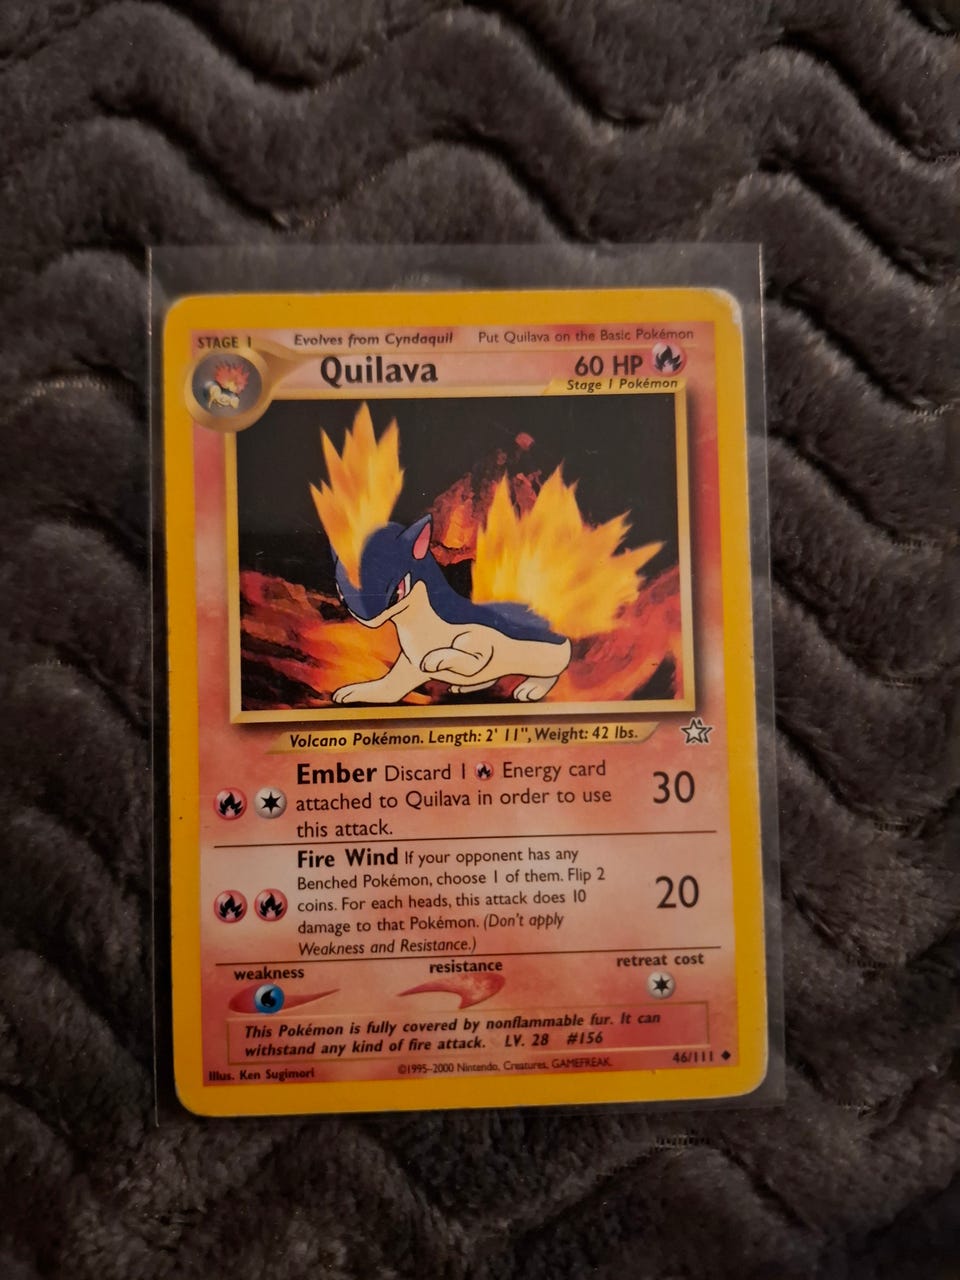 STAGE 1 Evolves from Cyndaquil Put Quilava on the Basic Pokémon
Quilava 60 HP
Stage 1 Pokémon
Volcano Pokémon. Length: 2' 11", Weight: 42 lbs.
Ember Discard 1 Energy card
attached to Quilava in order to use
this attack.
30
Fire Wind If your opponent has any
Benched Pokémon, choose 1 of them. Flip 2
coins. For each heads, this attack does 10
damage to that Pokémon. (Don't apply
Weakness and Resistance.)
20
weakness resistance retreat cost
This Pokémon is fully covered by nonflammable fur. It can
withstand any kind of fire attack. LV. 28 #156
Illus. Ken Sugimori ©1995-2000 Nintendo, Creatures, GAMEFREAK. 46/111